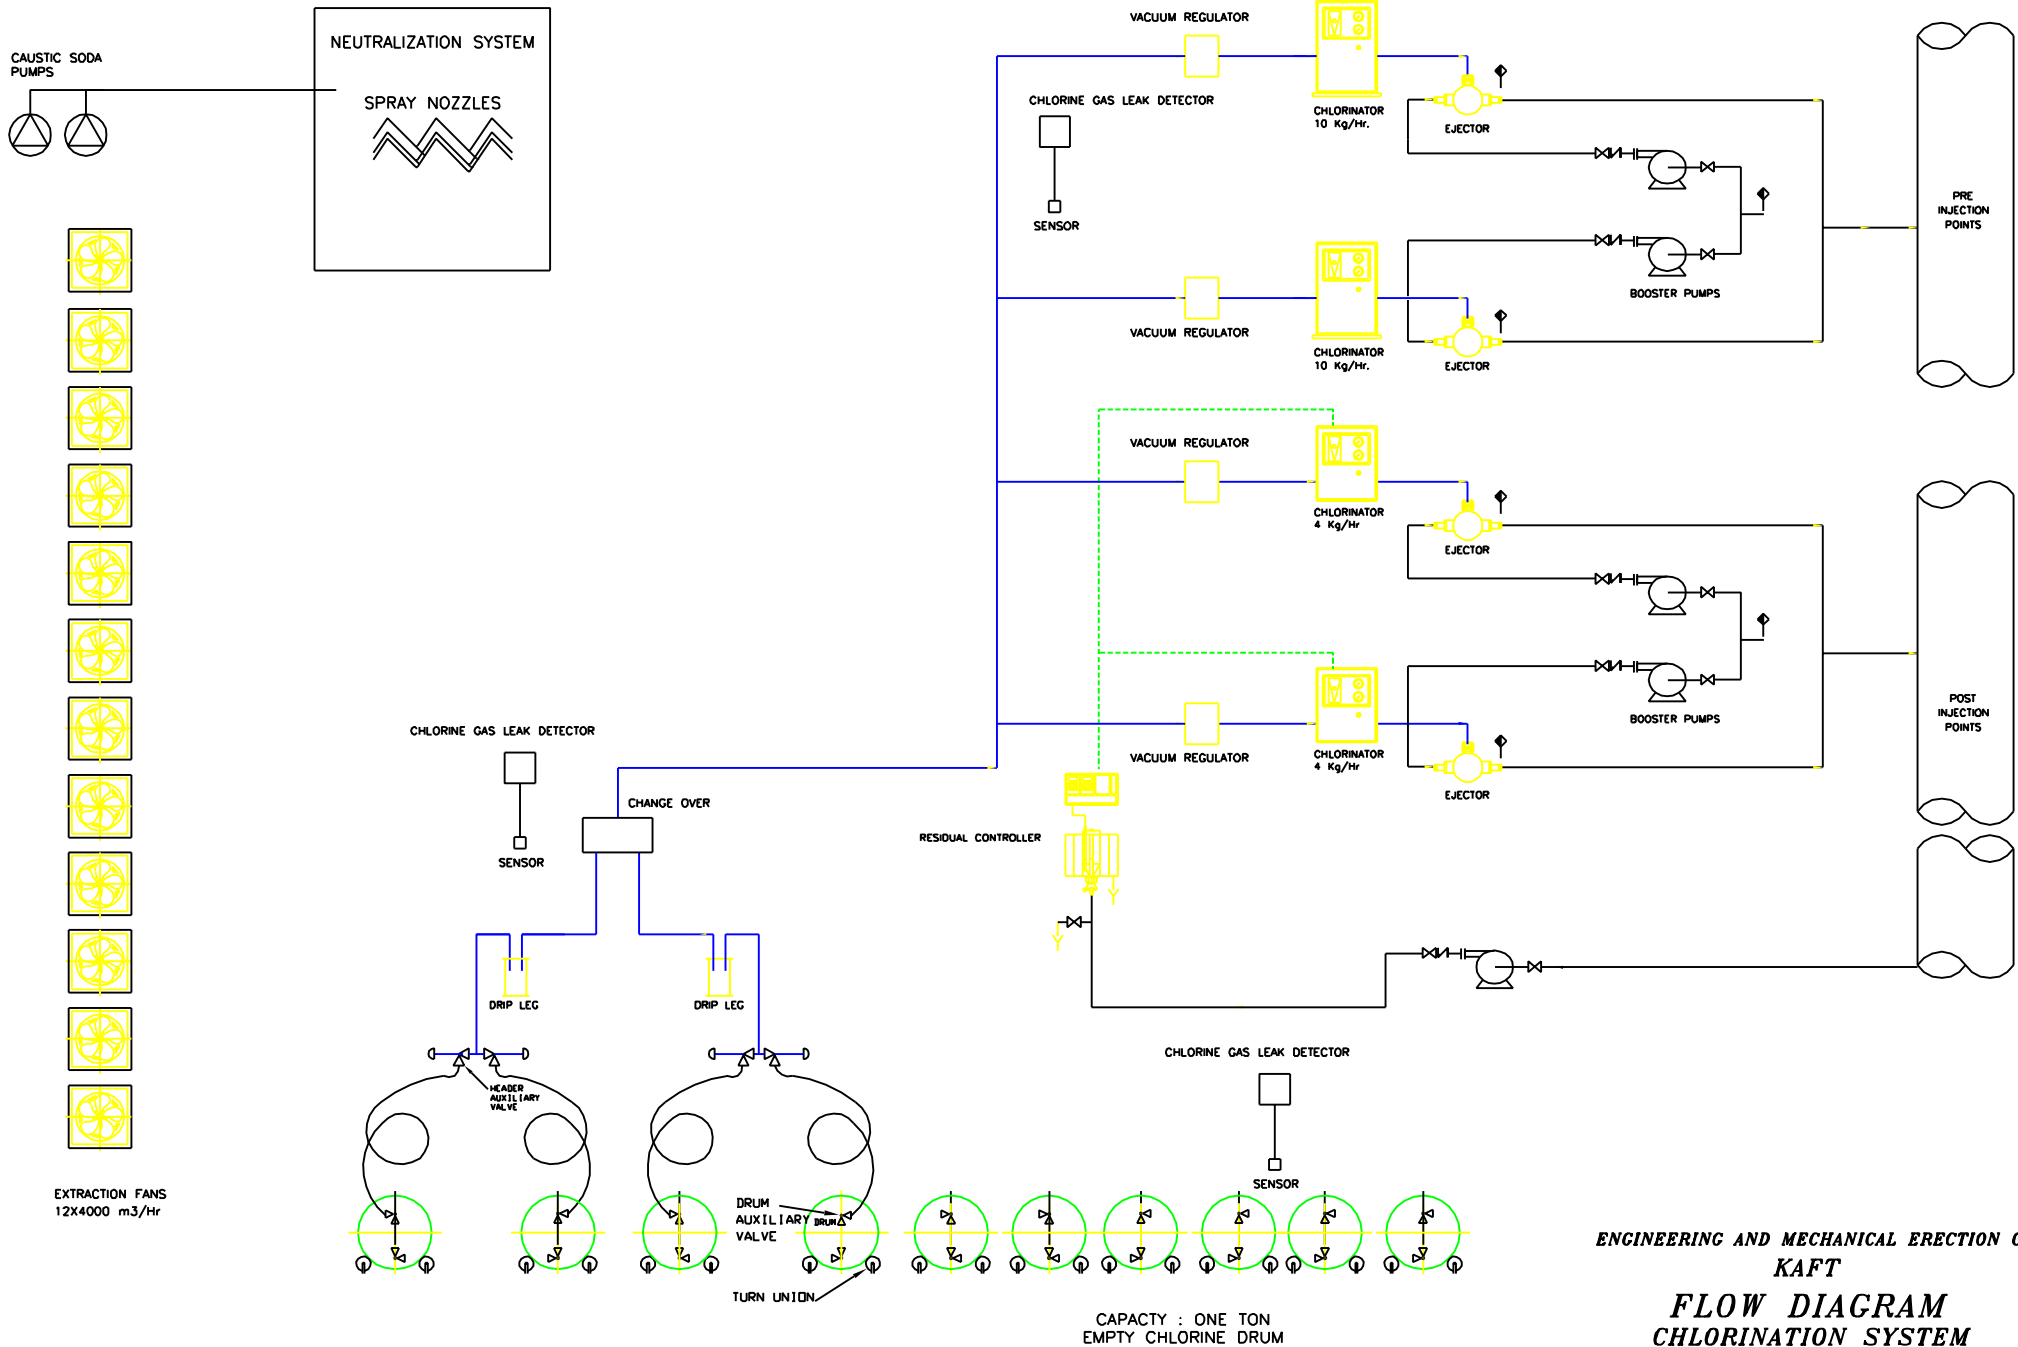 CAUSTIC SODA
PUMPS
NEUTRALIZATION SYSTEM
SPRAY NOZZLES
VACUUM REGULATOR
CHLORINE GAS LEAK DETECTOR
SENSOR
CHLORINATOR
10 Kg/Hr.
EJECTOR
PRE
INJECTION
POINTS
BOOSTER PUMPS
VACUUM REGULATOR
CHLORINATOR
10 Kg/Hr.
EJECTOR
VACUUM REGULATOR
CHLORINATOR
4 Kg/Hr
EJECTOR
BOOSTER PUMPS
POST
INJECTION
POINTS
VACUUM REGULATOR
CHLORINATOR
4 Kg/Hr
EJECTOR
CHLORINE GAS LEAK DETECTOR
SENSOR
CHANGE OVER
RESIDUAL CONTROLLER
DRIP LEG
DRIP LEG
HEADER
AUXILIARY
VALVE
CHLORINE GAS LEAK DETECTOR
SENSOR
EXTRACTION FANS
12X4000 m3/Hr
DRUM
AUXILIARY
VALVE
DRUM
TURN UNION
CAPACTY : ONE TON
EMPTY CHLORINE DRUM
ENGINEERING AND MECHANICAL ERECTION
KAFT
FLOW DIAGRAM
CHLORINATION SYSTEM